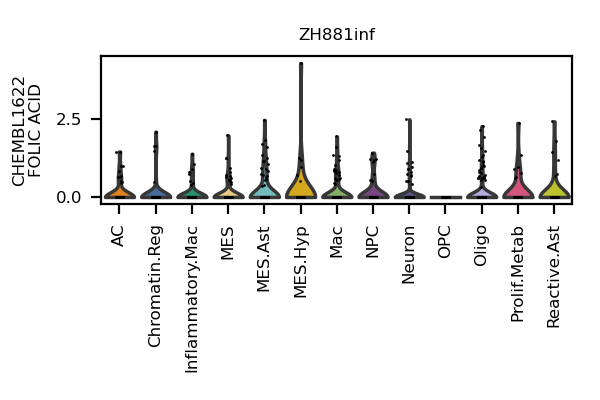 ZH881inf
CHEMBL1622
FOLIC ACID
2.5
0.0
AC
Chromatin.Reg
Inflammatory.Mac
MES
MES.Ast
MES.Hyp
Mac
NPC
Neuron
OPC
Oligo
Prolif.Metab
Reactive.Ast